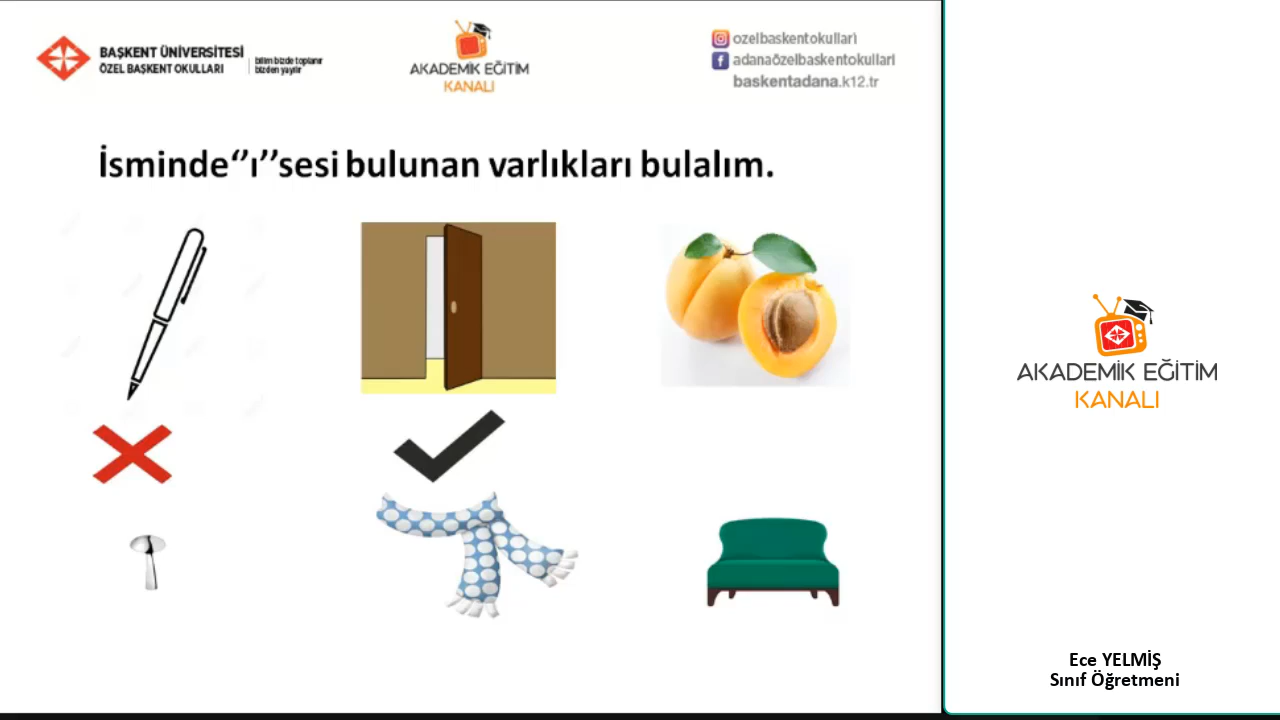 BAŞKENT ÜNİVERSİTESİ
ÖZEL BAŞKENT OKULLARI
bilim bizde toplanır
bizden yayılır
AKADEMİK EĞİTİM
KANALI
ozelbaskentokullari
adanaözelbaskentokullari
baskentadana.k12.tr
İsminde‘‘ı’’sesi bulunan varlıkları bulalım.
AKADEMİK EĞİTİM
KANALI
Ece YELMİŞ
Sınıf Öğretmeni